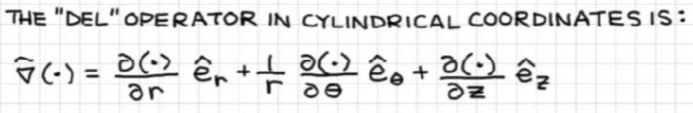 THE "DEL" OPERATOR IN CYLINDRICAL COORDINATES IS:
∇̃(·) = ∂(·)/∂r ê_r + 1/r ∂(·)/∂θ ê_θ + ∂(·)/∂z ê_z